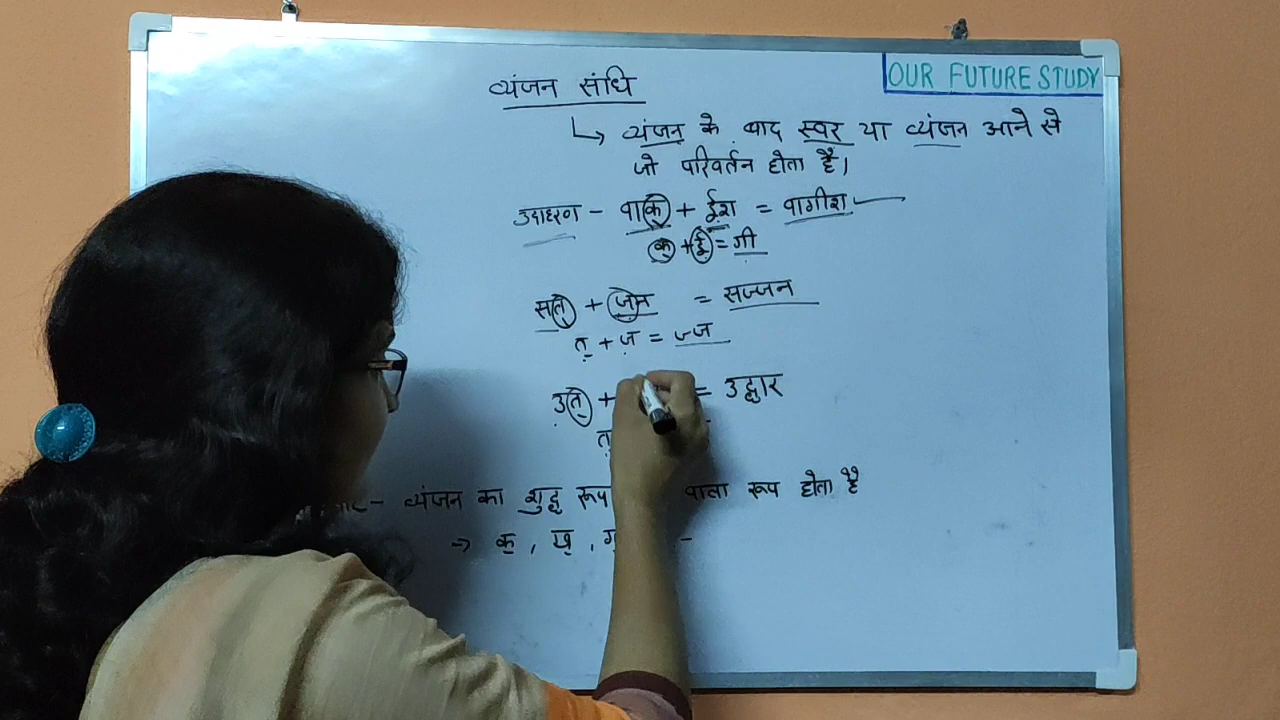 OUR FUTURE STUDY
व्यंजन संधि
↳ व्यंजन के बाद स्वर या व्यंजन आने से
जो परिवर्तन होता है।
उदाहरण - वाक् + ईश = वागीश
क् + ई = गी
सत् + जन = सज्जन
त् + ज = ज्ज
उत् + = उद्धार
त्
- व्यंजन का शुद्ध रूप वाला रूप होता है
→ क् , ख् , ग् -